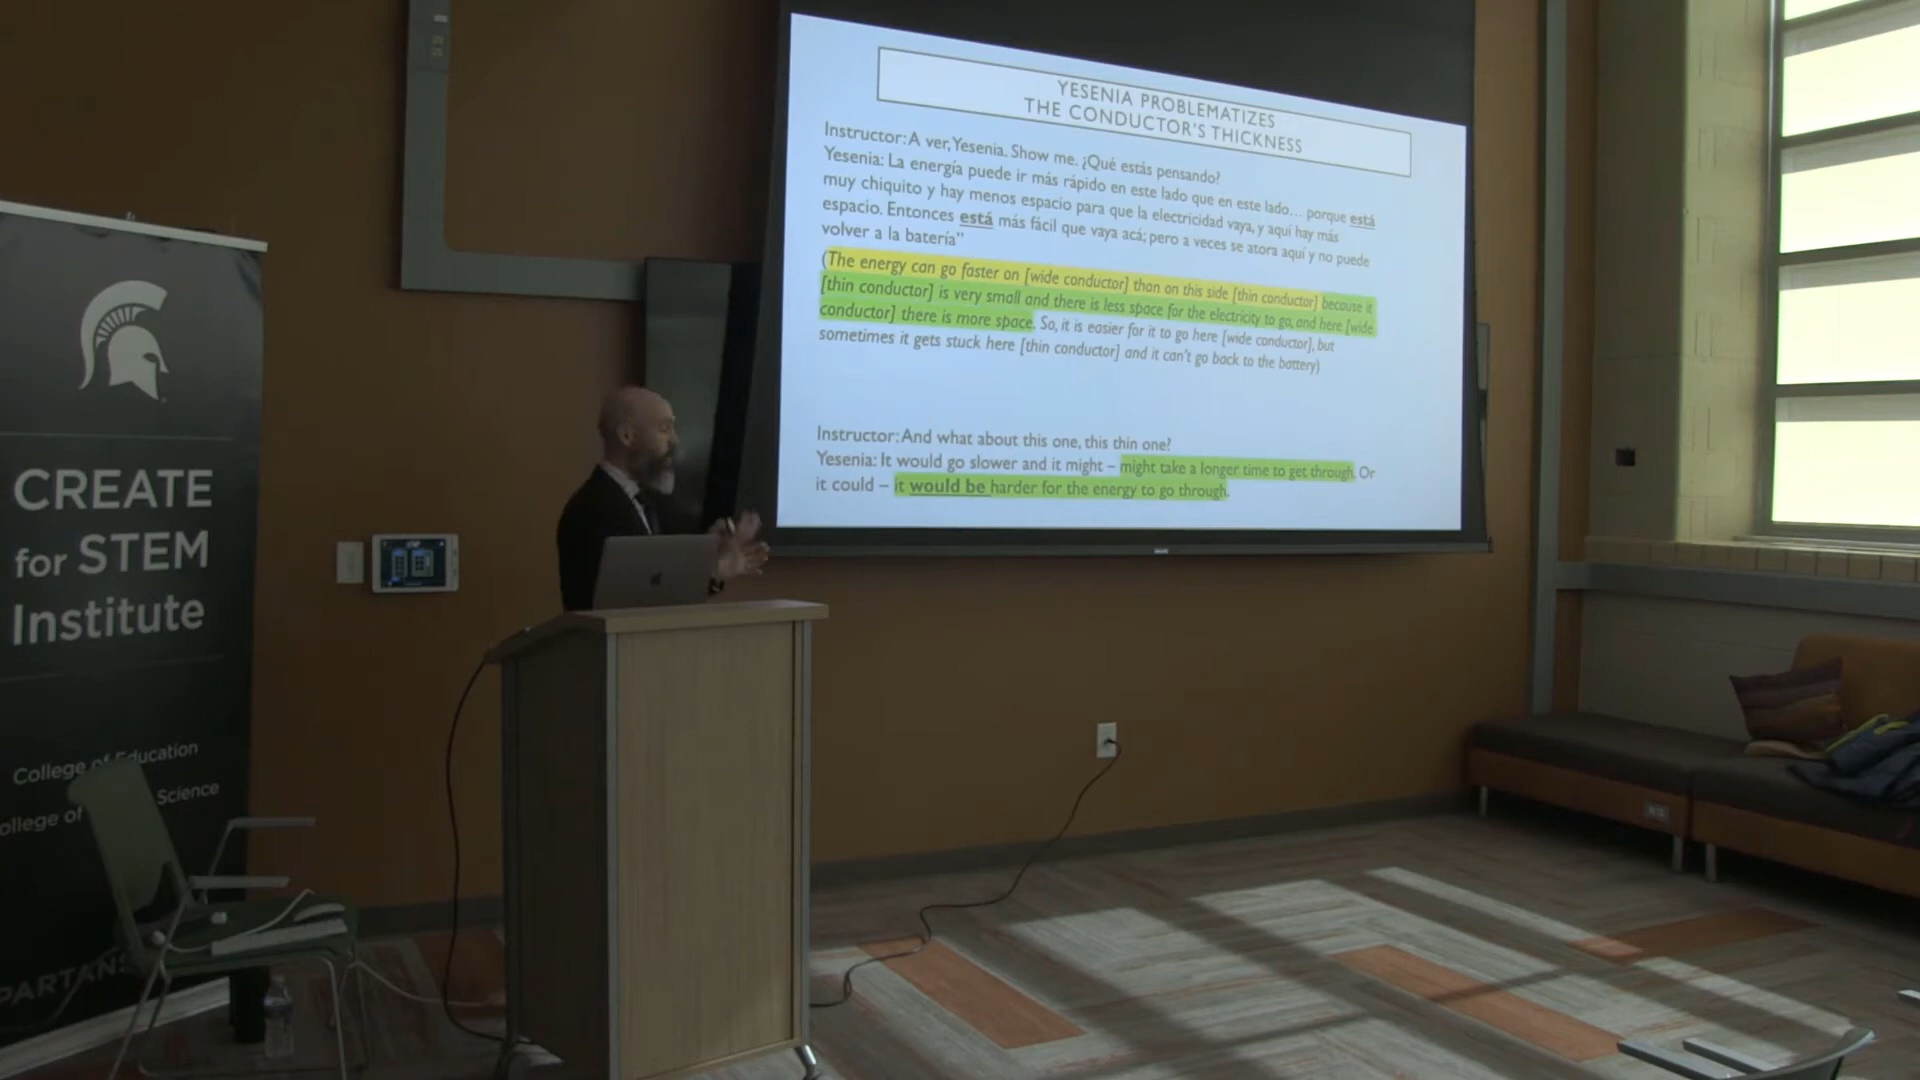 YESENIA PROBLEMATIZES
THE CONDUCTOR'S THICKNESS
Instructor: A ver, Yesenia. Show me. ¿Qué estás pensando?
Yesenia: La energía puede ir más rápido en este lado que en este lado… porque está
muy chiquito y hay menos espacio para que la electricidad vaya, y aquí hay más
espacio. Entonces está más fácil que vaya acá; pero a veces se atora aquí y no puede
volver a la batería”
(The energy can go faster on [wide conductor] than on this side [thin conductor] because it
[thin conductor] is very small and there is less space for the electricity to go, and here [wide
conductor] there is more space. So, it is easier for it to go here [wide conductor], but
sometimes it gets stuck here [thin conductor] and it can't go back to the battery)
Instructor: And what about this one, this thin one?
Yesenia: It would go slower and it might – might take a longer time to get through. Or
it could – it would be harder for the energy to go through.
CREATE
for STEM
Institute
College of Education
College of Science